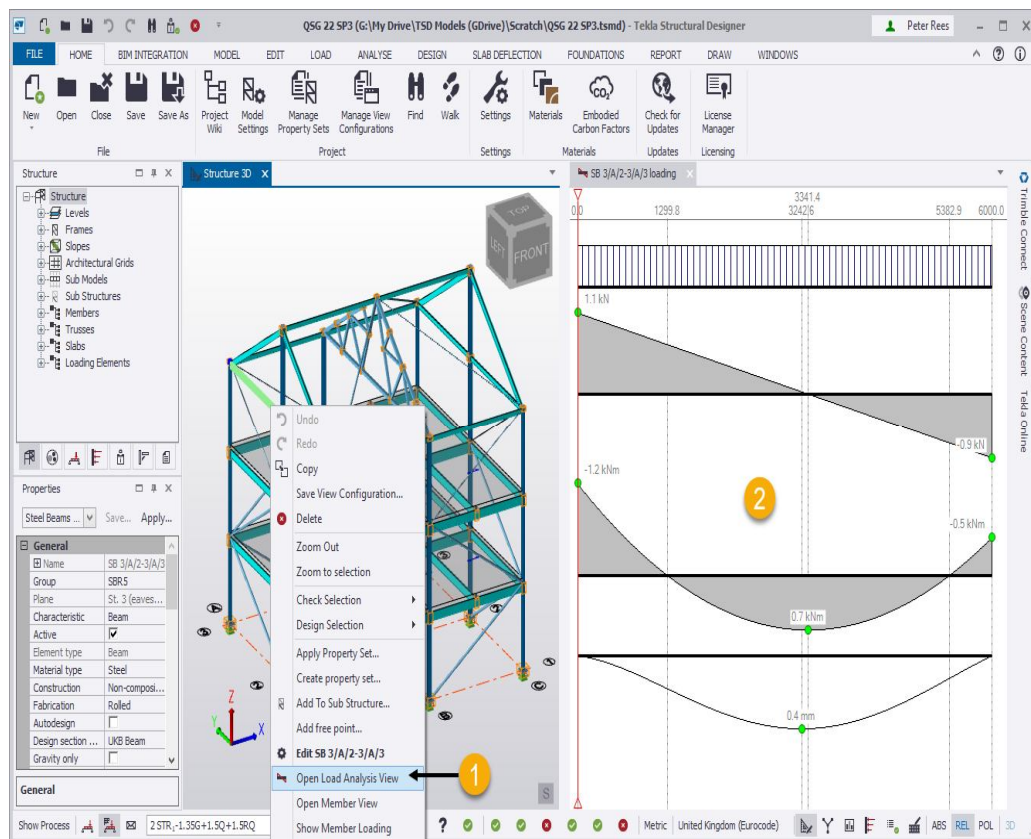 QSG 22 SP3 (G:\My Drive\TSD Models (GDrive)\Scratch\QSG 22 SP3.tsmd) - Tekla Structural Designer
Peter Rees
FILE HOME BIM INTEGRATION MODEL EDIT LOAD ANALYSE DESIGN SLAB DEFLECTION FOUNDATIONS REPORT DRAW WINDOWS
New Open Close Save Save As
Project Wiki
Model Settings
Manage Property Sets
Manage View Configurations
Find Walk Settings Materials
CO2
Embodied Carbon Factors
Check for Updates
License Manager
File Project Settings Materials Updates Licensing
Structure
Structure
Levels
Frames
Slopes
Architectural Grids
Sub Models
Sub Structures
Members
Trusses
Slabs
Loading Elements
Properties
Steel Beams ... Save... Apply...
General
Name SB 3/A/2-3/A/3
Group SBR5
Plane St. 3 (eaves...
Characteristic Beam
Active
Element type Beam
Material type Steel
Construction Non-composi...
Fabrication Rolled
Autodesign
Design section ... UKB Beam
Gravity only
General
Structure 3D X
TOP
LEFT FRONT
Z
Y X
Undo
Redo
Copy
Save View Configuration...
Delete
Zoom Out
Zoom to selection
Check Selection
Design Selection
Apply Property Set...
Create property set...
Add To Sub Structure...
Add free point...
Edit SB 3/A/2-3/A/3
Open Load Analysis View
Open Member View
Show Member Loading
1
S
SB 3/A/2-3/A/3 loading
3341.4
0.0 1299.8 3242.6 5382.9 6000.0
1.1 kN
-0.9 kN
-1.2 kNm
2
-0.5 kNm
0.7 kNm
0.4 mm
Trimble Connect
Scene Content
Tekla Online
Show Process
2 STR1-1.35G+1.5Q+1.5RQ
Metric United Kingdom (Eurocode)
ABS REL POL 3D